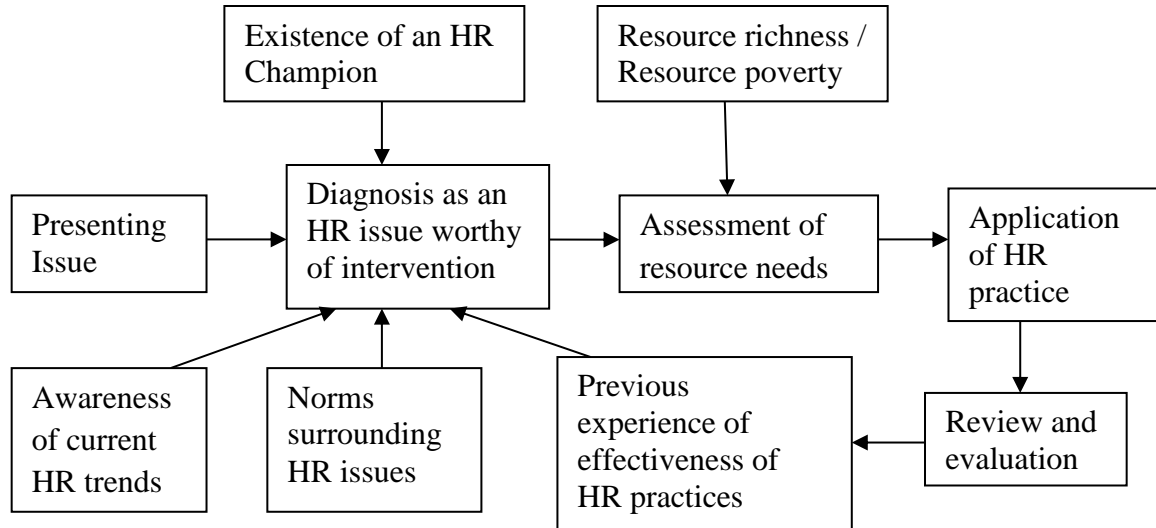 Existence of an HR
Champion
Resource richness /
Resource poverty
Presenting
Issue
Diagnosis as an
HR issue worthy
of intervention
Assessment of
resource needs
Application
of HR
practice
Awareness
of current
HR trends
Norms
surrounding
HR issues
Previous
experience of
effectiveness of
HR practices
Review and
evaluation